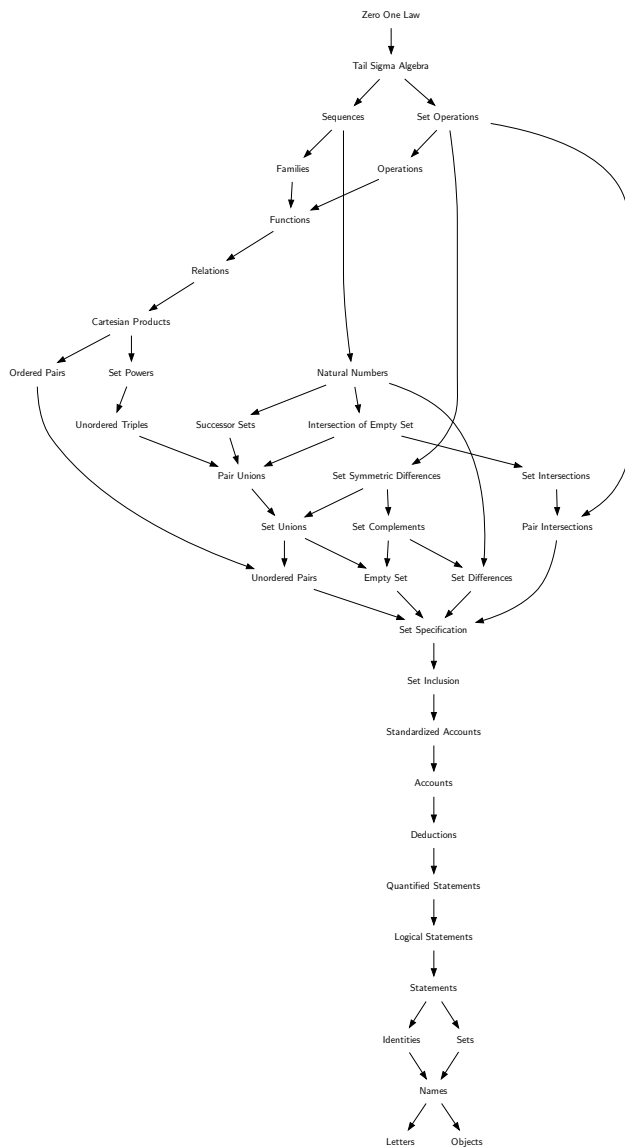 Zero One Law
Tail Sigma Algebra
Sequences
Set Operations
Families
Operations
Functions
Relations
Cartesian Products
Ordered Pairs
Set Powers
Natural Numbers
Unordered Triples
Successor Sets
Intersection of Empty Set
Pair Unions
Set Symmetric Differences
Set Intersections
Set Unions
Set Complements
Pair Intersections
Unordered Pairs
Empty Set
Set Differences
Set Specification
Set Inclusion
Standardized Accounts
Accounts
Deductions
Quantified Statements
Logical Statements
Statements
Identities
Sets
Names
Letters
Objects